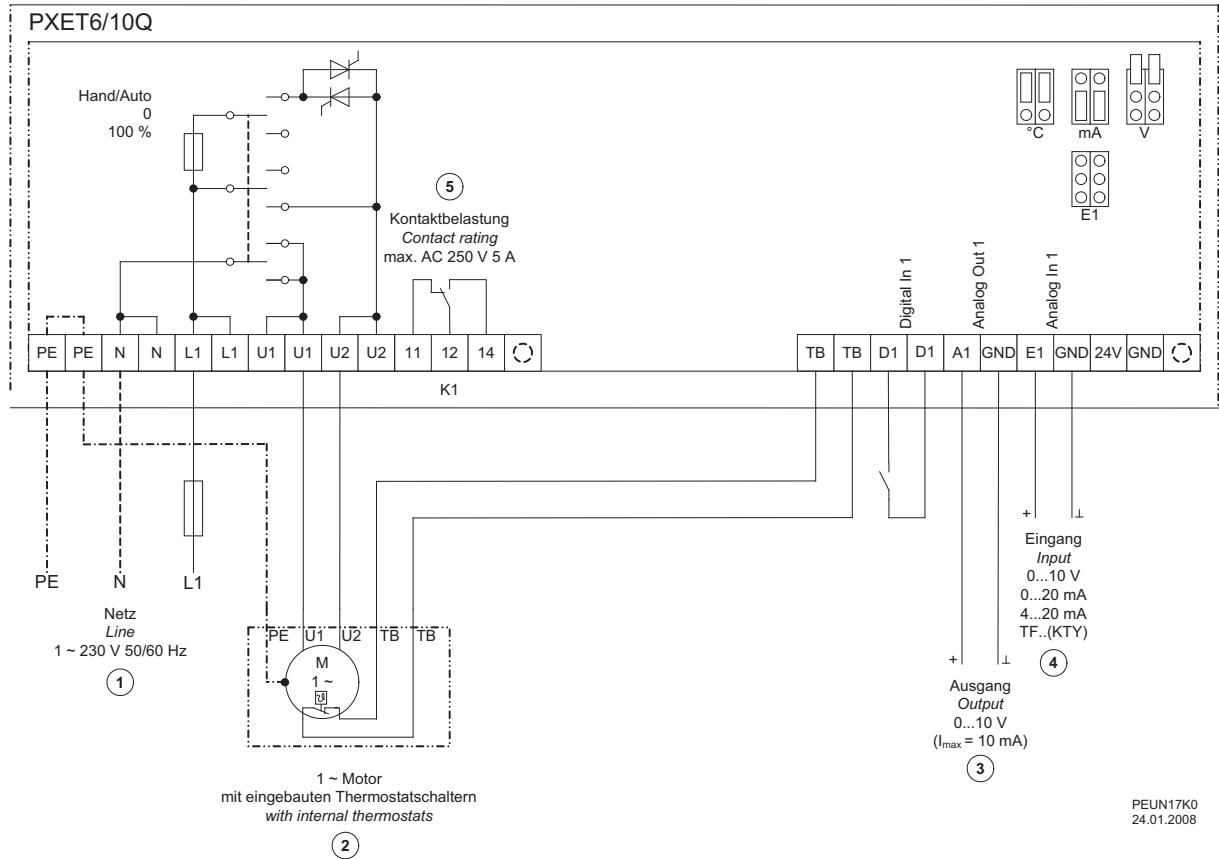 PXET6/10Q
Hand/Auto
0
100 %
5
Kontaktbelastung
Contact rating
max. AC 250 V 5 A
°C
mA
V
E1
Digital In 1
Analog Out 1
Analog In 1
PE PE N N L1 L1 U1 U1 U2 U2 11 12 14
TB TB D1 D1 A1 GND E1 GND 24V GND
K1
PE
N
L1
Netz
Line
1 ~ 230 V 50/60 Hz
1
PE U1 U2 TB TB
M
1 ~
ϑ
1 ~ Motor
mit eingebauten Thermostatschaltern
with internal thermostats
2
+ ⊥
Ausgang
Output
0...10 V
(Imax = 10 mA)
3
+ ⊥
Eingang
Input
0...10 V
0...20 mA
4...20 mA
TF..(KTY)
4
PEUN17K0
24.01.2008